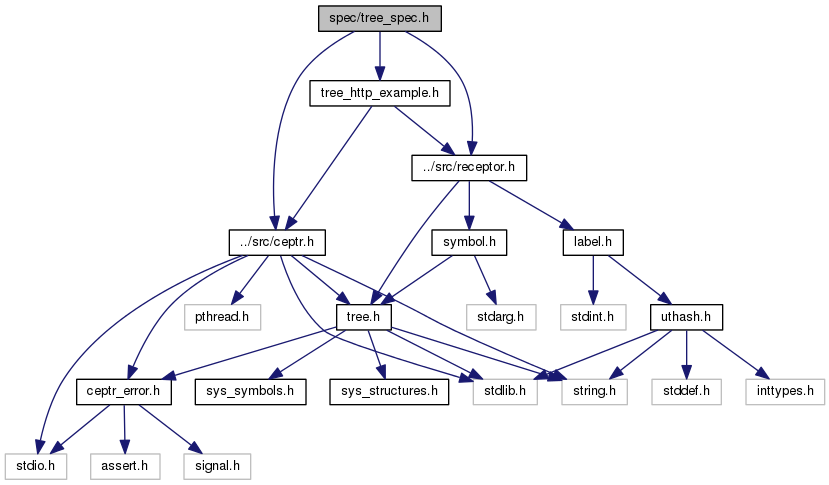 spec/tree_spec.h
tree_http_example.h
../src/receptor.h
../src/ceptr.h
symbol.h
label.h
pthread.h
tree.h
stdarg.h
stdint.h
uthash.h
ceptr_error.h
sys_symbols.h
sys_structures.h
stdlib.h
string.h
stddef.h
inttypes.h
stdio.h
assert.h
signal.h